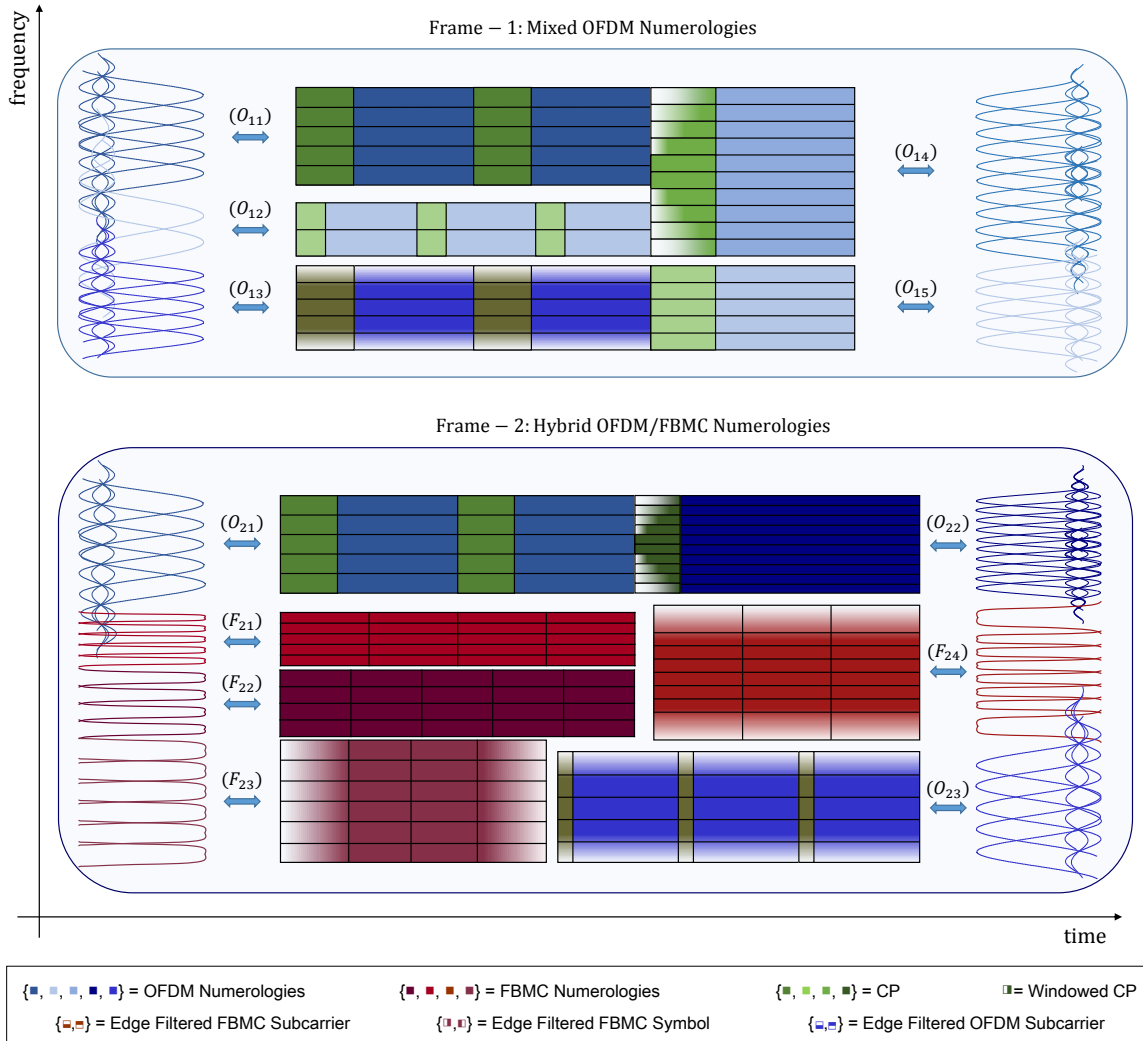 Frame − 1: Mixed OFDM Numerologies
frequency
(O₁₁)
(O₁₄)
(O₁₂)
(O₁₃)
(O₁₅)
Frame − 2: Hybrid OFDM/FBMC Numerologies
(O₂₁)
(O₂₂)
(F₂₁)
(F₂₄)
(F₂₂)
(F₂₃)
(O₂₃)
time
{■, ■, ■, ■, ■} = OFDM Numerologies {■, ■, ■, ■} = FBMC Numerologies {■, ■, ■, ■} = CP = Windowed CP
{ , } = Edge Filtered FBMC Subcarrier { , } = Edge Filtered FBMC Symbol { , } = Edge Filtered OFDM Subcarrier